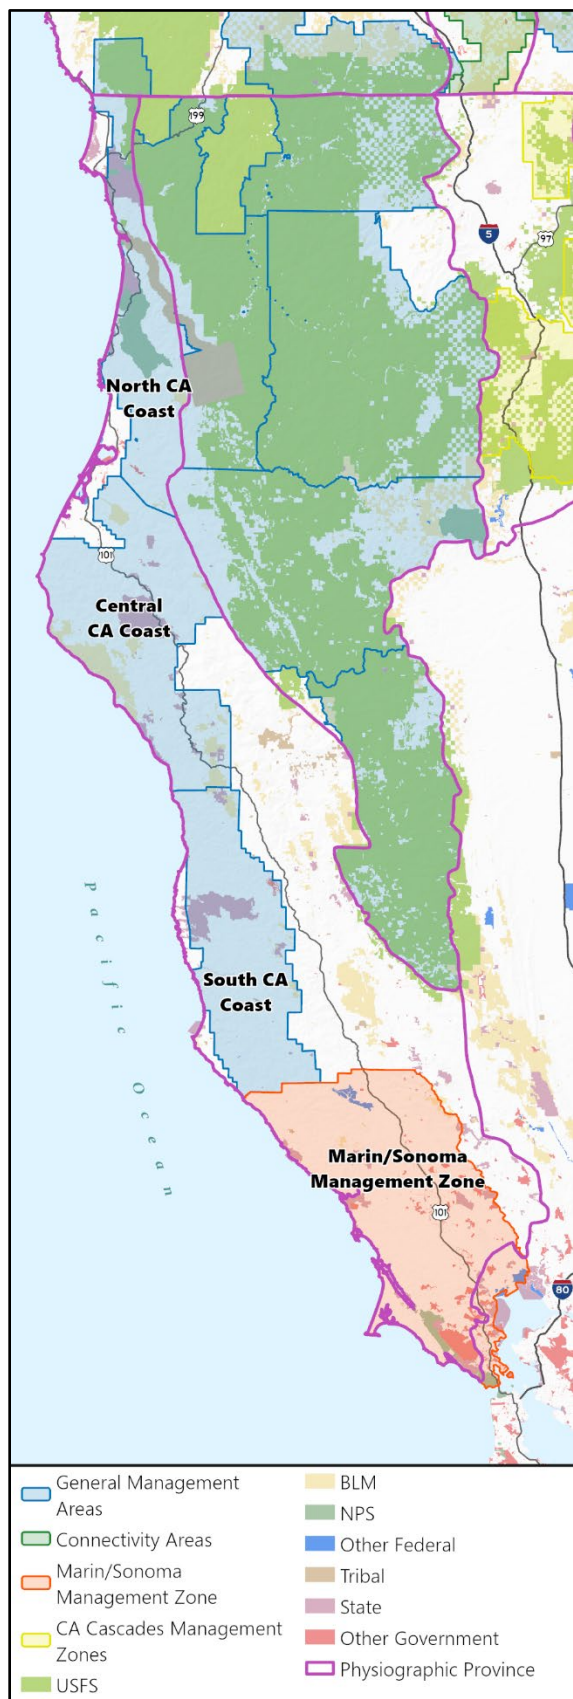 199
5
97
North CA
Coast
101
Central
CA Coast
Pacific Ocean
South CA
Coast
Marin/Sonoma
Management Zone
101
80
General Management
Areas
Connectivity Areas
Marin/Sonoma
Management Zone
CA Cascades Management
Zones
USFS
BLM
NPS
Other Federal
Tribal
State
Other Government
Physiographic Province